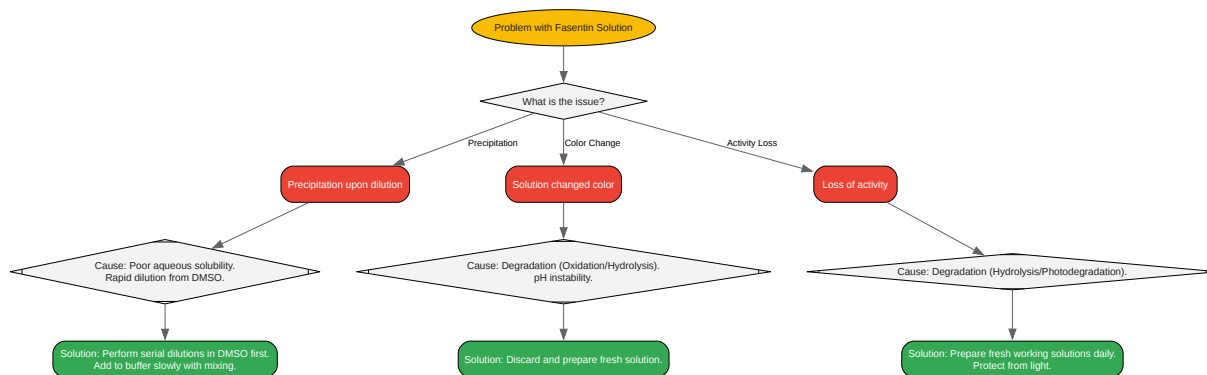 Problem with Fasentin Solution
What is the issue?
Precipitation
Color Change
Activity Loss
Precipitation upon dilution
Solution changed color
Loss of activity
Cause: Poor aqueous solubility.
Rapid dilution from DMSO.
Cause: Degradation (Oxidation/Hydrolysis).
pH instability.
Cause: Degradation (Hydrolysis/Photodegradation).
Solution: Perform serial dilutions in DMSO first.
Add to buffer slowly with mixing.
Solution: Discard and prepare fresh solution.
Solution: Prepare fresh working solutions daily.
Protect from light.